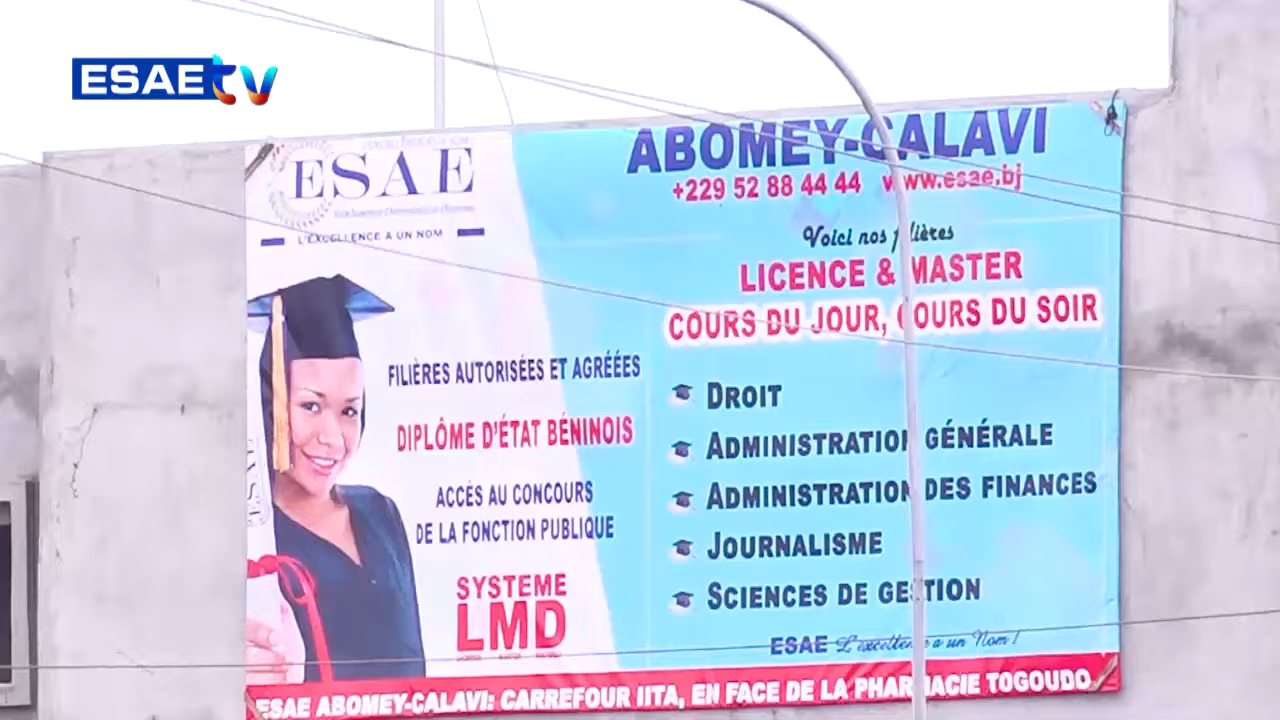 ESAEtv
ESAE
L'EXCELLENCE A UN NOM
ABOMEY-CALAVI
+229 52 88 44 44 www.esae.bj
Voici nos filières
LICENCE & MASTER
COURS DU JOUR, COURS DU SOIR
FILIÈRES AUTORISÉES ET AGRÉÉES
DIPLÔME D'ÉTAT BÉNINOIS
ACCÈS AU CONCOURS
DE LA FONCTION PUBLIQUE
SYSTEME
LMD
DROIT
ADMINISTRATION GÉNÉRALE
ADMINISTRATION DES FINANCES
JOURNALISME
SCIENCES DE GESTION
ESAE L'excellence a un Nom !
ESAE ABOMEY-CALAVI: CARREFOUR IITA, EN FACE DE LA PHARMACIE TOGOUDO